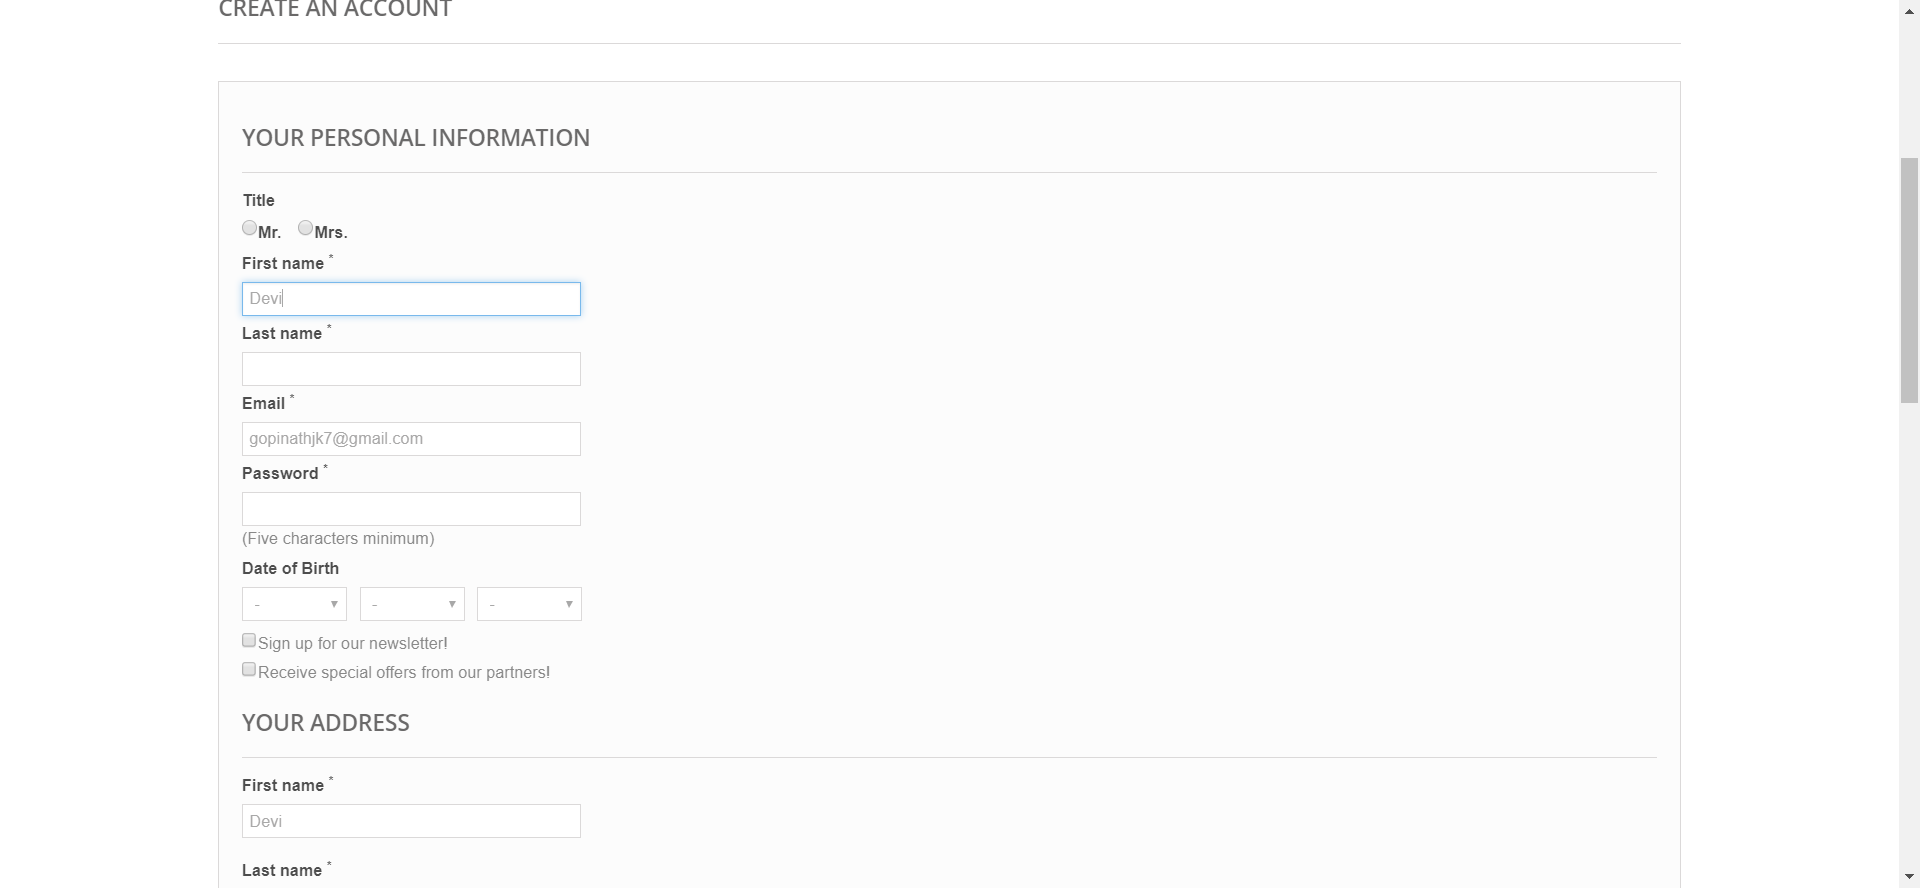 CREATE AN ACCOUNT
YOUR PERSONAL INFORMATION
Title
Mr. Mrs.
First name *
Devi
Last name *
Email *
gopinathjk7@gmail.com
Password *
(Five characters minimum)
Date of Birth
- - -
Sign up for our newsletter!
Receive special offers from our partners!
YOUR ADDRESS
First name *
Devi
Last name *